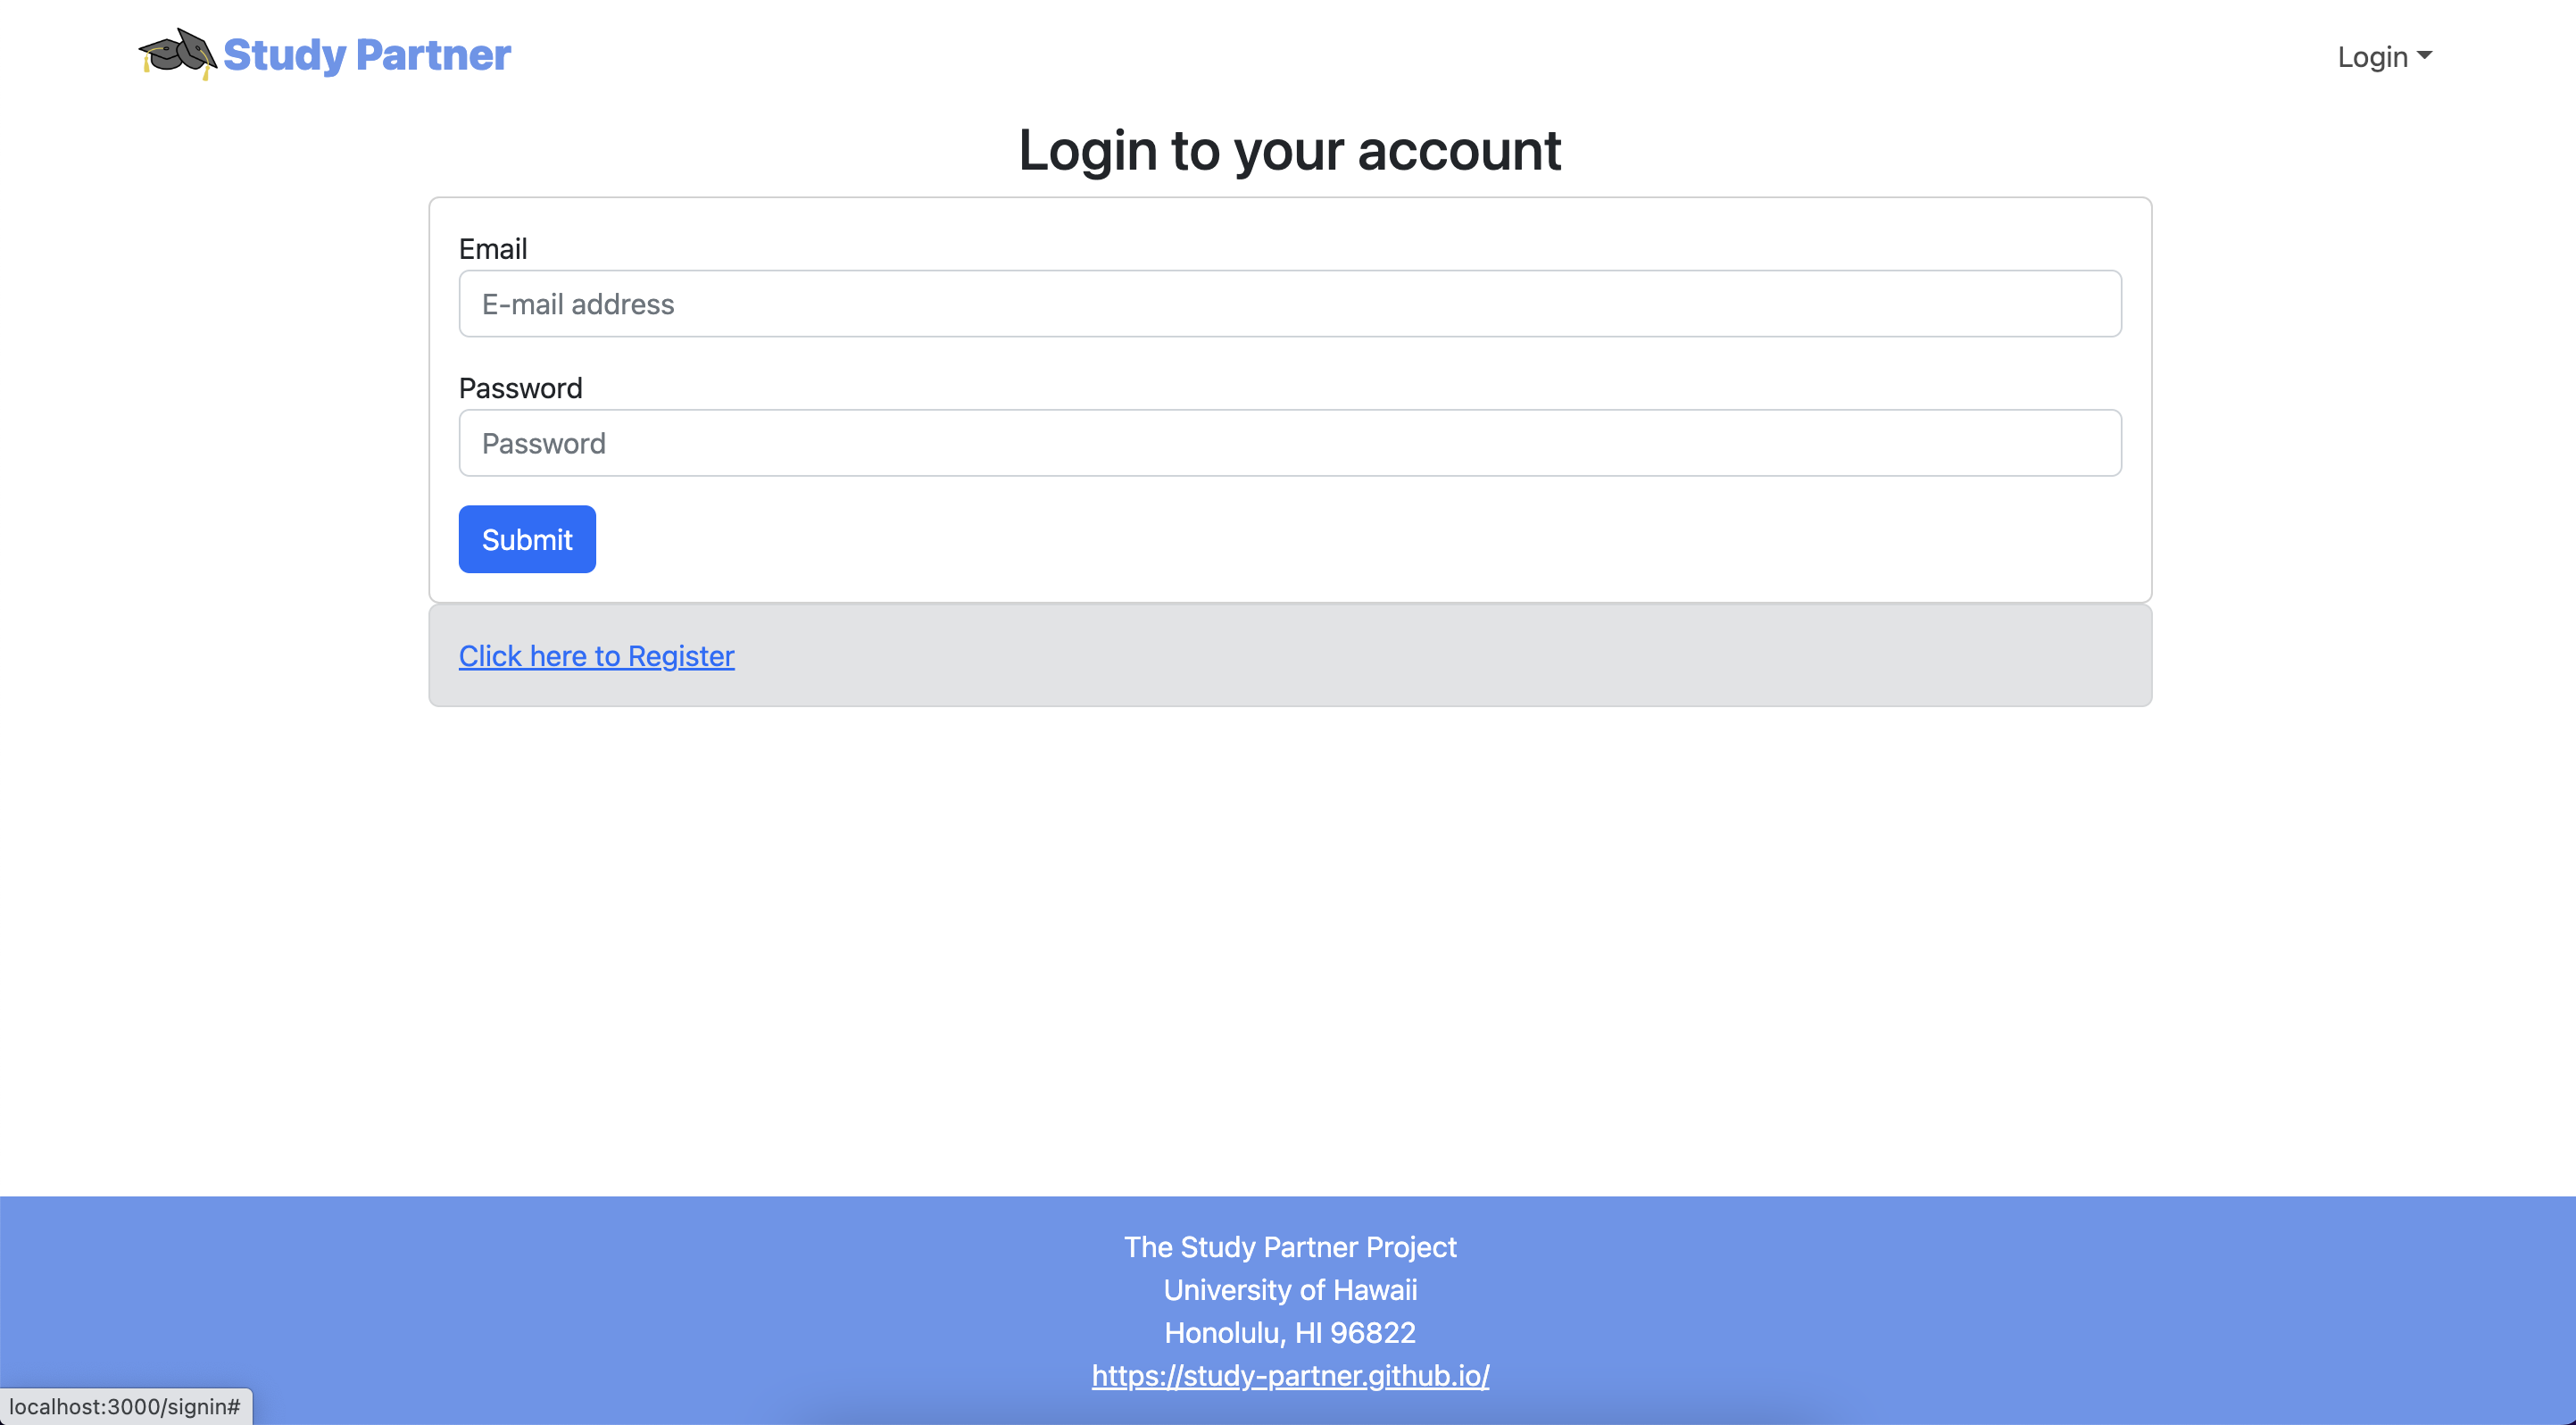 Study Partner
Login
Login to your account
Email
E-mail address
Password
Password
Submit
Click here to Register
The Study Partner Project
University of Hawaii
Honolulu, HI 96822
https://study-partner.github.io/
localhost:3000/signin#